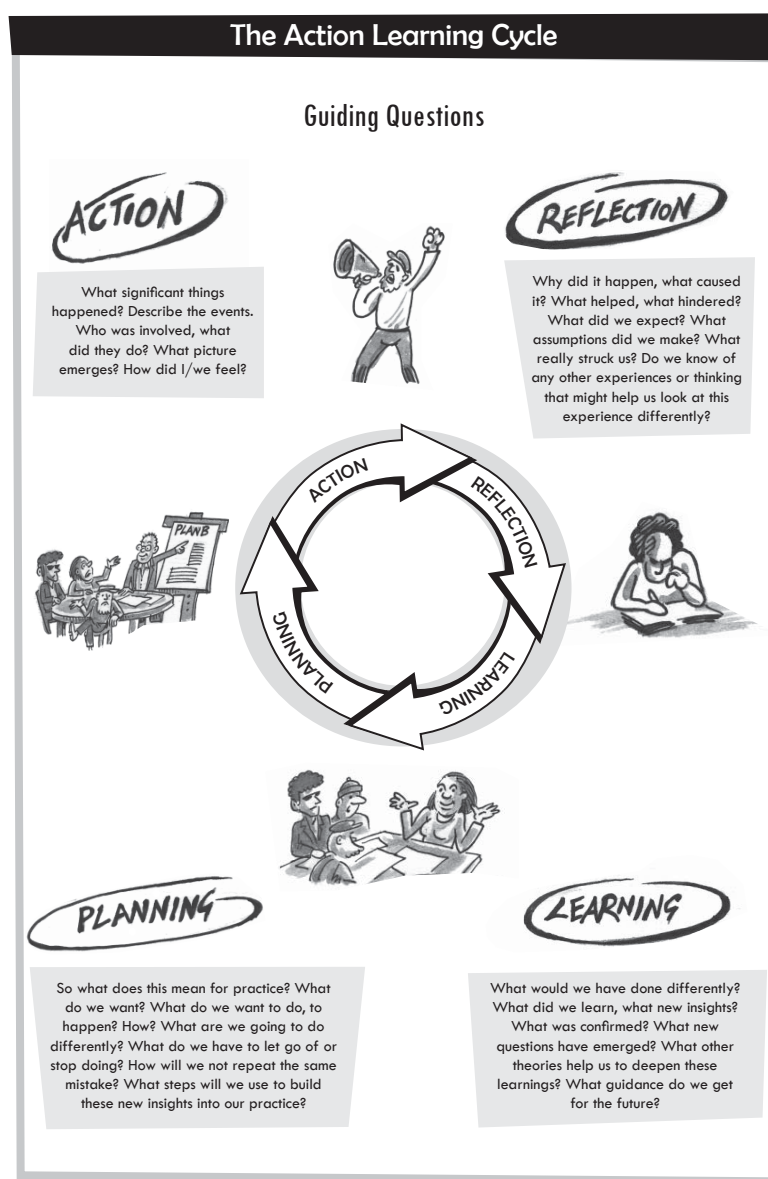 The Action Learning Cycle
Guiding Questions
ACTION
What significant things
happened? Describe the events.
Who was involved, what
did they do? What picture
emerges? How did I/we feel?
REFLECTION
Why did it happen, what caused
it? What helped, what hindered?
What did we expect? What
assumptions did we make? What
really struck us? Do we know of
any other experiences or thinking
that might help us look at this
experience differently?
ACTION
REFLECTION
LEARNING
PLANNING
PLAN B
PLANNING
So what does this mean for practice? What
do we want? What do we want to do, to
happen? How? What are we going to do
differently? What do we have to let go of or
stop doing? How will we not repeat the same
mistake? What steps will we use to build
these new insights into our practice?
LEARNING
What would we have done differently?
What did we learn, what new insights?
What was confirmed? What new
questions have emerged? What other
theories help us to deepen these
learnings? What guidance do we get
for the future?